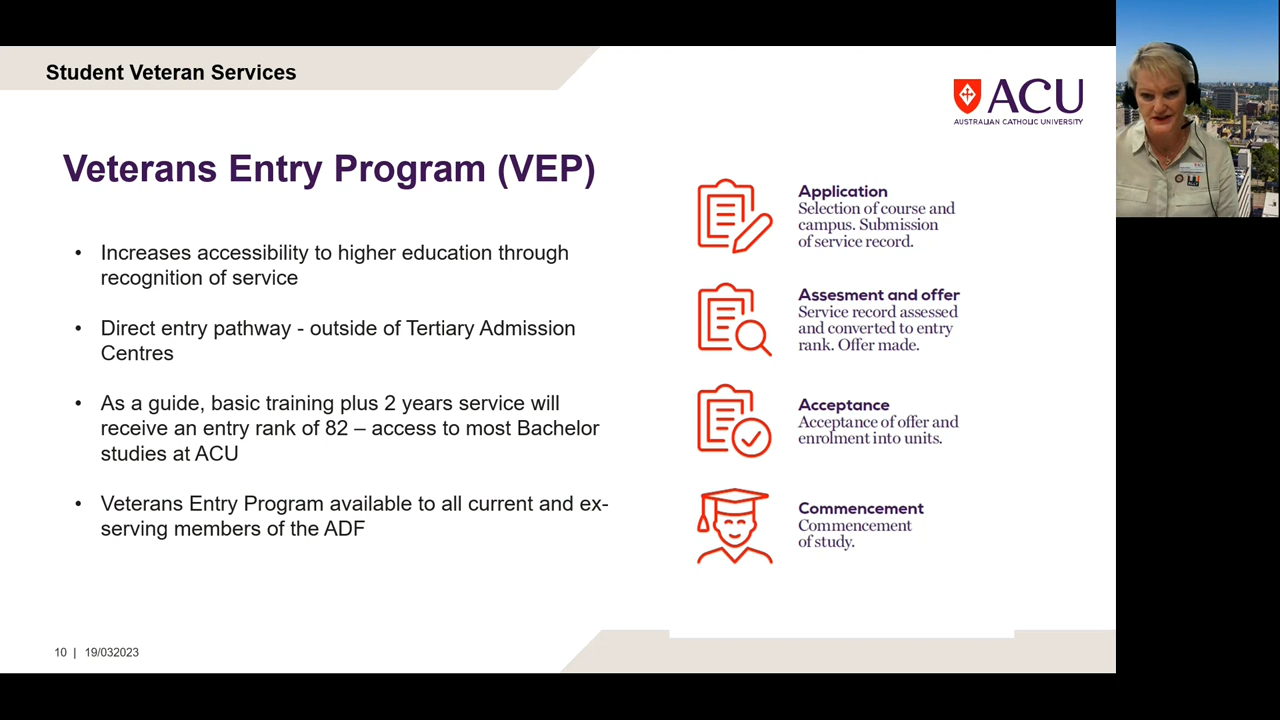 Student Veteran Services
ACU
AUSTRALIAN CATHOLIC UNIVERSITY
Veterans Entry Program (VEP)
• Increases accessibility to higher education through
recognition of service
• Direct entry pathway - outside of Tertiary Admission
Centres
• As a guide, basic training plus 2 years service will
receive an entry rank of 82 – access to most Bachelor
studies at ACU
• Veterans Entry Program available to all current and ex-
serving members of the ADF
Application
Selection of course and
campus. Submission
of service record.
Assesment and offer
Service record assessed
and converted to entry
rank. Offer made.
Acceptance
Acceptance of offer and
enrolment into units.
Commencement
Commencement
of study.
10 | 19/032023